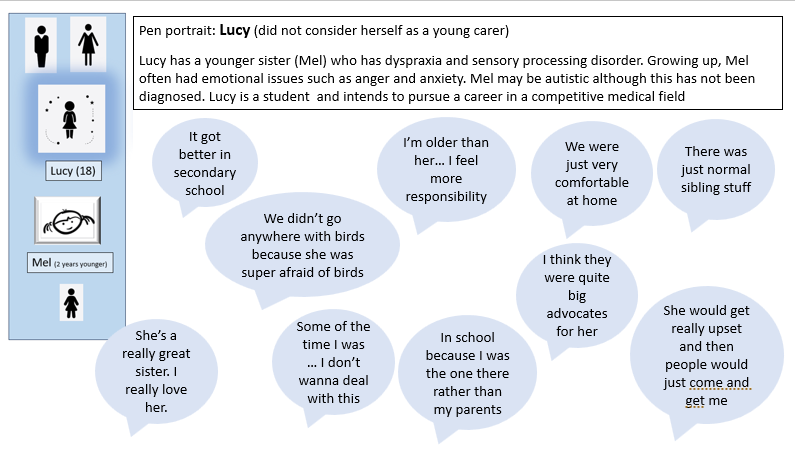 Pen portrait: Lucy (did not consider herself as a young carer)
Lucy has a younger sister (Mel) who has dyspraxia and sensory processing disorder. Growing up, Mel
often had emotional issues such as anger and anxiety. Mel may be autistic although this has not been
diagnosed. Lucy is a student  and intends to pursue a career in a competitive medical field
Lucy (18)
Mel (2 years younger)
It got
better in
secondary
school
I'm older than
her... I feel
more
responsibility
We were
just very
comfortable
at home
There was
just normal
sibling stuff
We didn't go
anywhere with birds
because she was
super afraid of birds
I think they
were quite
big
advocates
for her
She's a
really great
sister. I
really love
her.
Some of the
time I was
... I don't
wanna deal
with this
In school
because I was
the one there
rather than
my parents
She would get
really upset
and then
people would
just come and
get me